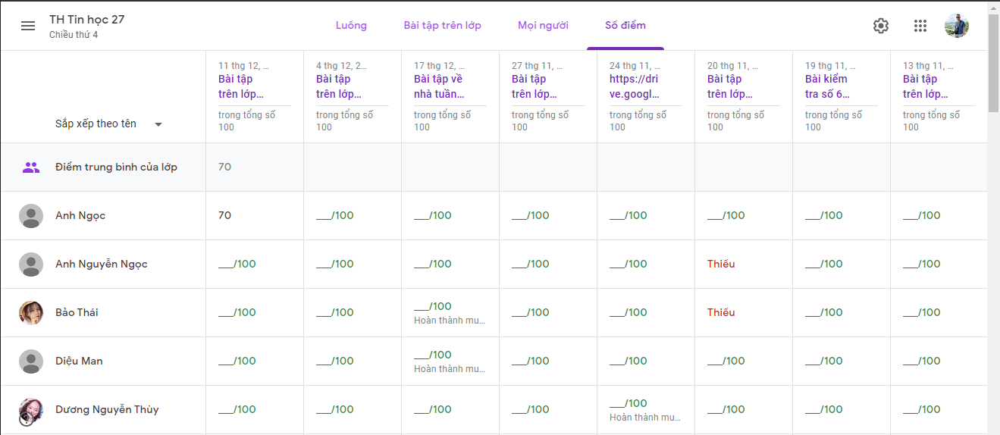 TH Tin học 27
Chiều thứ 4
Luồng Bài tập trên lớp Mọi người Số điểm
11 thg 12, ... 4 thg 12, 2... 17 thg 12, ... 27 thg 11, ... 24 thg 11, ... 20 thg 11, ... 19 thg 11, ... 13 thg 11, ...
Bài tập Bài tập Bài tập về Bài tập https://dri Bài tập Bài kiểm Bài tập
trên lớp... trên lớp... nhà tuần... trên lớp... ve.googl... trên lớp... tra số 6... trên lớp...
trong tổng số trong tổng số trong tổng số trong tổng số trong tổng số trong tổng số trong tổng số trong tổng số
100 100 100 100 100 100 100 100
Sắp xếp theo tên
Điểm trung bình của lớp 70
Anh Ngọc 70 ___/100 ___/100 ___/100 ___/100 ___/100 ___/100 ___/100
Anh Nguyễn Ngọc ___/100 ___/100 ___/100 ___/100 ___/100 Thiếu ___/100 ___/100
Bảo Thái ___/100 ___/100 ___/100 ___/100 ___/100 Thiếu ___/100 ___/100
Hoàn thành mu...
Diệu Man ___/100 ___/100 ___/100 ___/100 ___/100 ___/100 ___/100 ___/100
Hoàn thành mu...
Dương Nguyễn Thùy ___/100 ___/100 ___/100 ___/100 ___/100 ___/100 ___/100 ___/100
Hoàn thành mu...